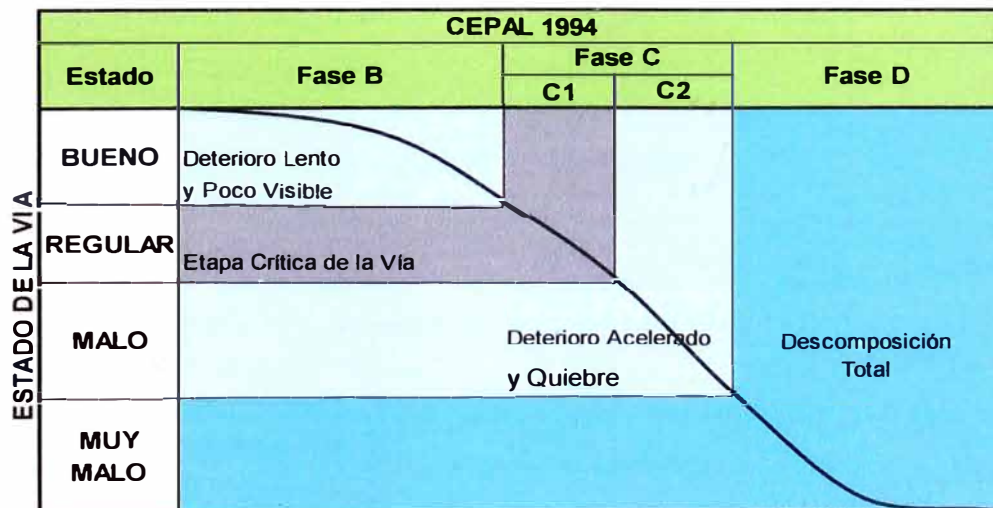 CEPAL 1994
Estado
Fase B
Fase C
C1
C2
Fase D
ESTADO DE LA VIA
BUENO
Deterioro Lento
y Poco Visible
REGULAR
Etapa Crítica de la Vía
MALO
Deterioro Acelerado
y Quiebre
Descomposición
Total
MUY
MALO